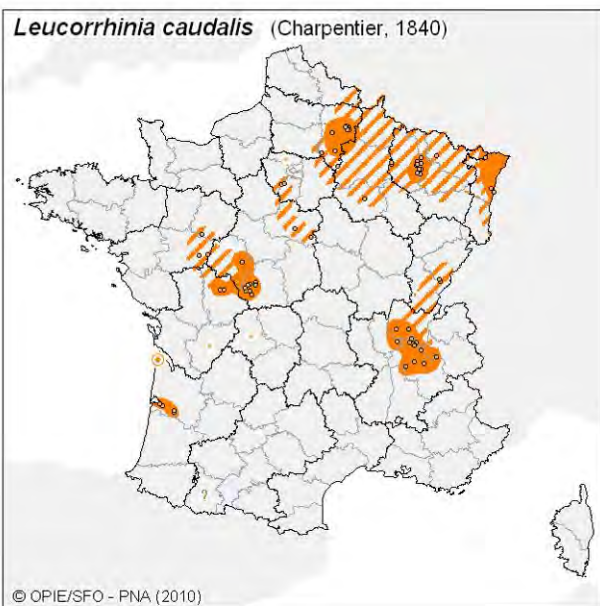 Leucorrhinia caudalis (Charpentier, 1840)
?
© OPIE/SFO - PNA (2010)